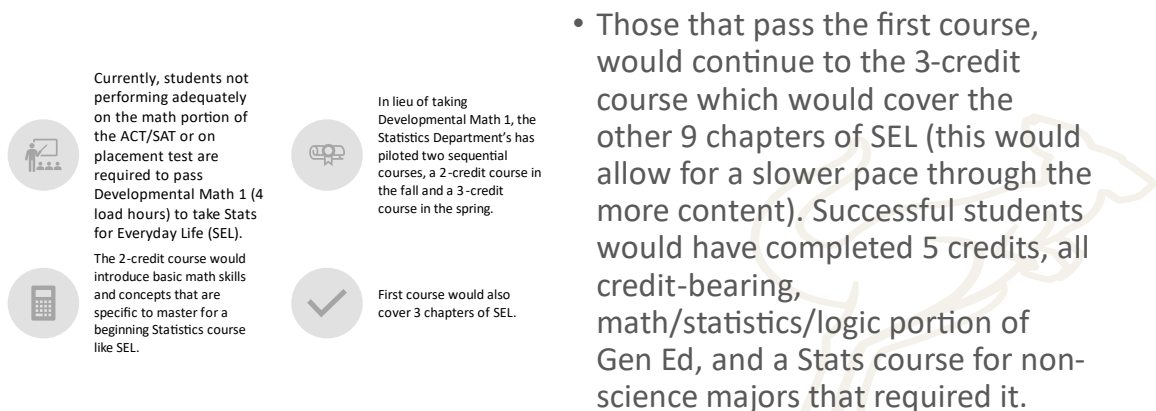 Currently, students not
performing adequately
on the math portion of
the ACT/SAT or on
placement test are
required to pass
Developmental Math 1 (4
load hours) to take Stats
for Everyday Life (SEL).
In lieu of taking
Developmental Math 1, the
Statistics Department's has
piloted two sequential
courses, a 2-credit course in
the fall and a 3-credit
course in the spring.
The 2-credit course would
introduce basic math skills
and concepts that are
specific to master for a
beginning Statistics course
like SEL.
First course would also
cover 3 chapters of SEL.
• Those that pass the first course,
would continue to the 3-credit
course which would cover the
other 9 chapters of SEL (this would
allow for a slower pace through the
more content). Successful students
would have completed 5 credits, all
credit-bearing,
math/statistics/logic portion of
Gen Ed, and a Stats course for non-
science majors that required it.